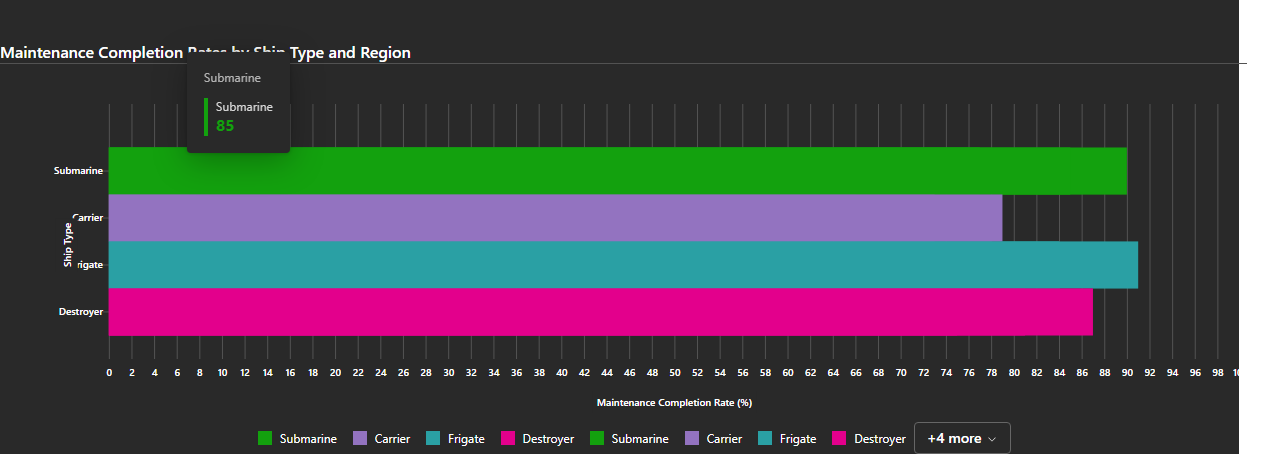 Maintenance Completion Rates by Ship Type and Region
Submarine
Submarine
85
Submarine
Carrier
Ship Type
rigate
Destroyer
0 2 4 6 8 10 12 14 16 18 20 22 24 26 28 30 32 34 36 38 40 42 44 46 48 50 52 54 56 58 60 62 64 66 68 70 72 74 76 78 80 82 84 86 88 90 92 94 96 98
Maintenance Completion Rate (%)
Submarine Carrier Frigate Destroyer Submarine Carrier Frigate Destroyer +4 more